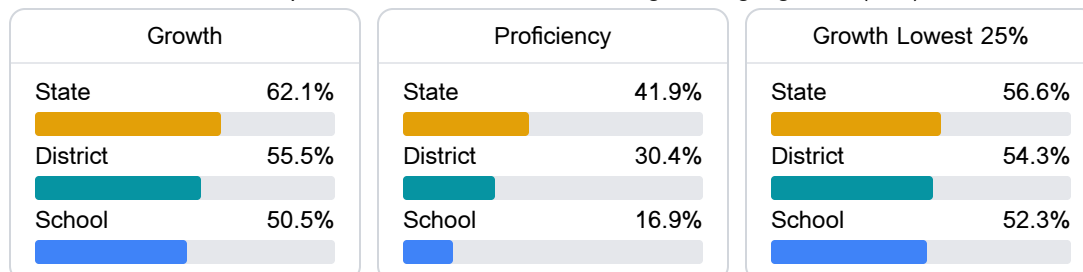 Growth
State 62.1%
District 55.5%
School 50.5%
Proficiency
State 41.9%
District 30.4%
School 16.9%
Growth Lowest 25%
State 56.6%
District 54.3%
School 52.3%